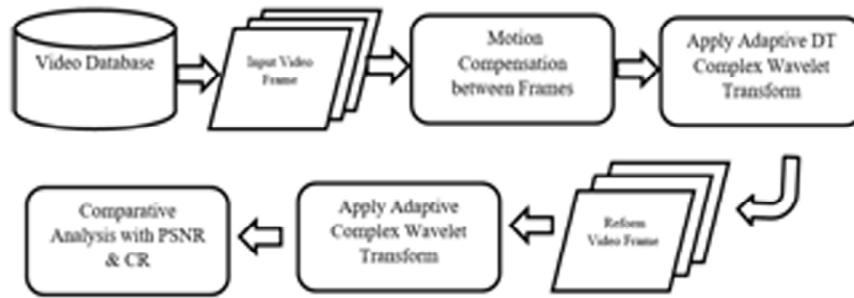 Video Database
Input Video
Frame
Motion
Compensation
between Frames
Apply Adaptive DT
Complex Wavelet
Transform
Reform
Video Frame
Apply Adaptive
Complex Wavelet
Transform
Comparative
Analysis with PSNR
& CR